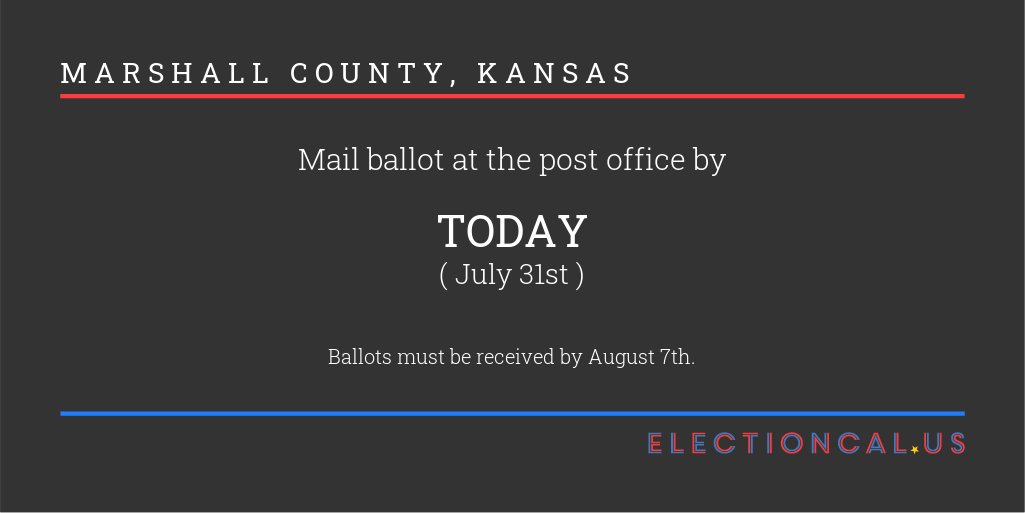 MARSHALL COUNTY, KANSAS
Mail ballot at the post office by
TODAY
( July 31st )
Ballots must be received by August 7th.
ELECTIONCAL.US